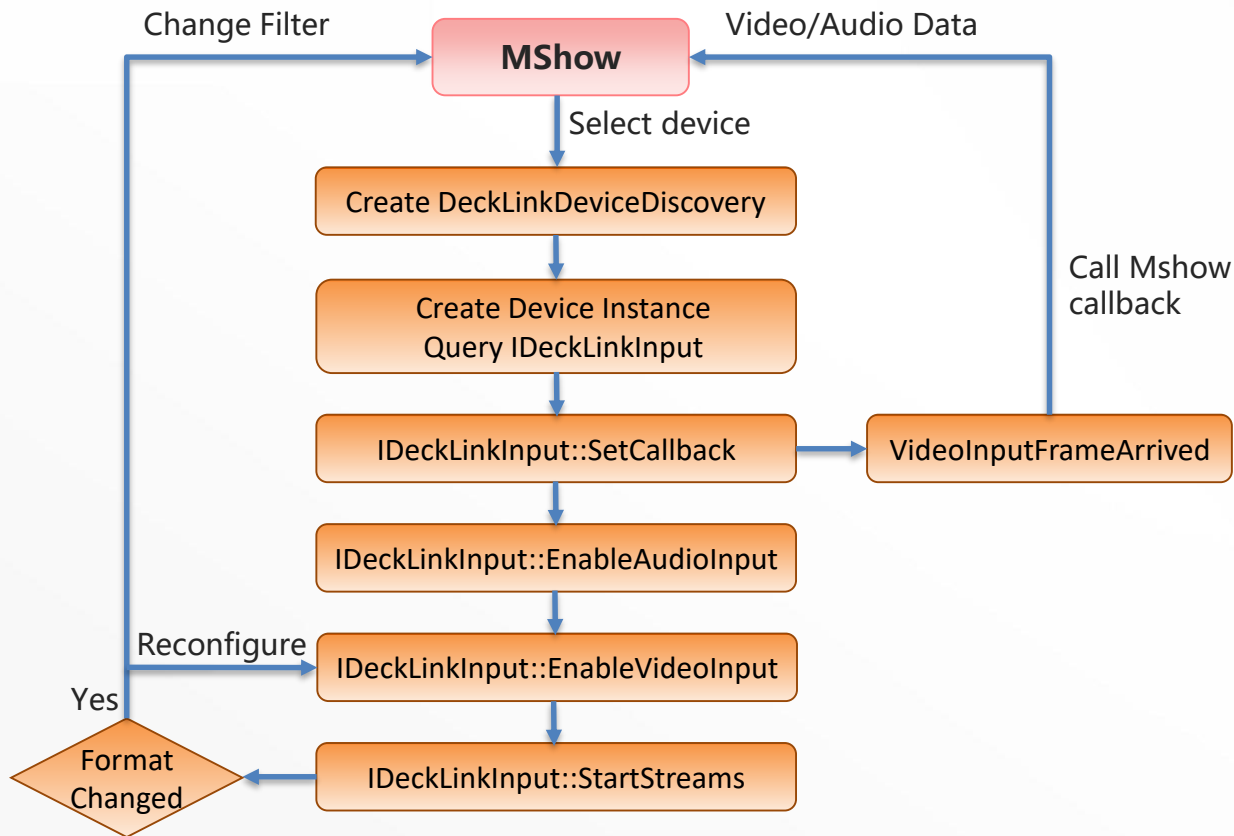 Change Filter
MShow
Video/Audio Data
Select device
Create DeckLinkDeviceDiscovery
Create Device Instance
Query IDeckLinkInput
Call Mshow
callback
IDeckLinkInput::SetCallback
VideoInputFrameArrived
IDeckLinkInput::EnableAudioInput
Reconfigure
IDeckLinkInput::EnableVideoInput
Yes
Format
Changed
IDeckLinkInput::StartStreams